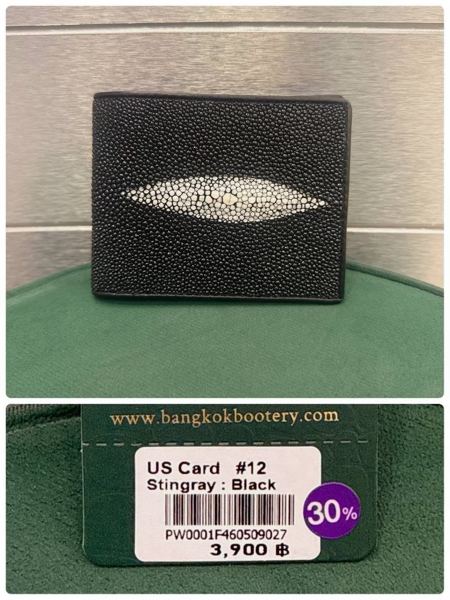 www.bangkokbootery.com
US Card #12
Stingray : Black
30%
PW0001F460509027
3,900 ฿